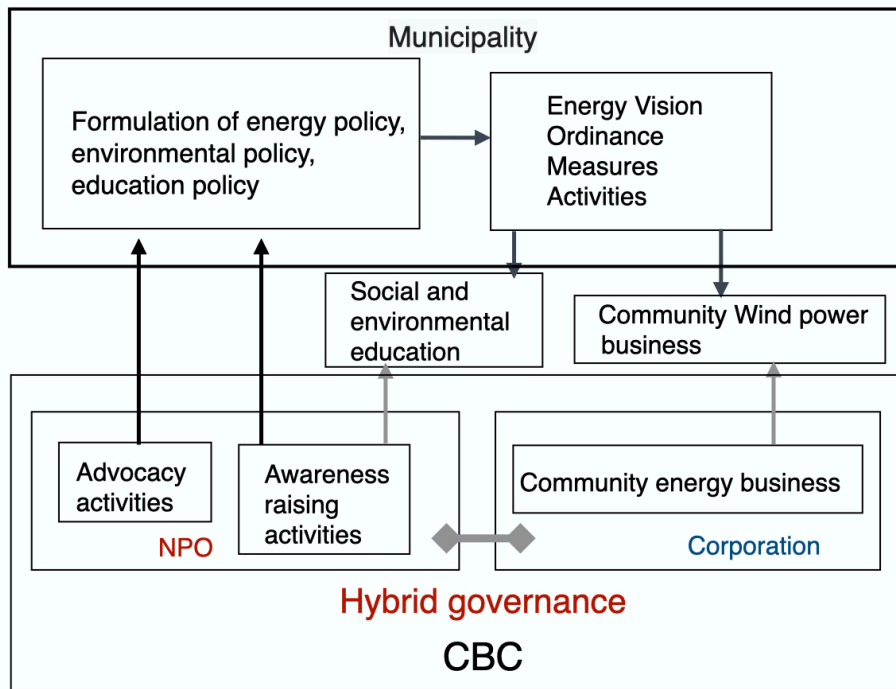 Municipality
Formulation of energy policy,
environmental policy,
education policy
Energy Vision
Ordinance
Measures
Activities
Social and
environmental
education
Community Wind power
business
Advocacy
activities
Awareness
raising
activities
NPO
Community energy business
Corporation
Hybrid governance
CBC